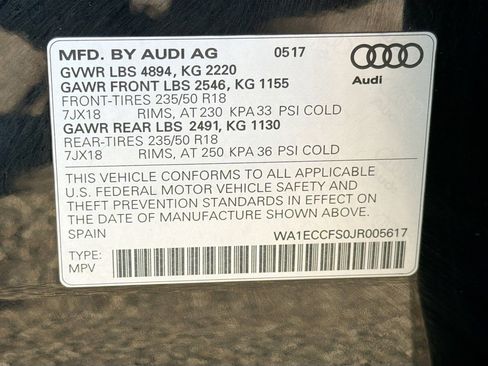 MFD. BY AUDI AG 0517
GVWR LBS 4894, KG 2220
GAWR FRONT LBS 2546, KG 1155
FRONT-TIRES 235/50 R18
7JX18 RIMS, AT 230 KPA 33 PSI COLD
GAWR REAR LBS 2491, KG 1130
REAR-TIRES 235/50 R18
7JX18 RIMS, AT 250 KPA 36 PSI COLD
Audi
THIS VEHICLE CONFORMS TO ALL APPLICABLE
U.S. FEDERAL MOTOR VEHICLE SAFETY AND
THEFT PREVENTION STANDARDS IN EFFECT ON
THE DATE OF MANUFACTURE SHOWN ABOVE.
SPAIN WA1ECCFS0JR005617
TYPE:
MPV